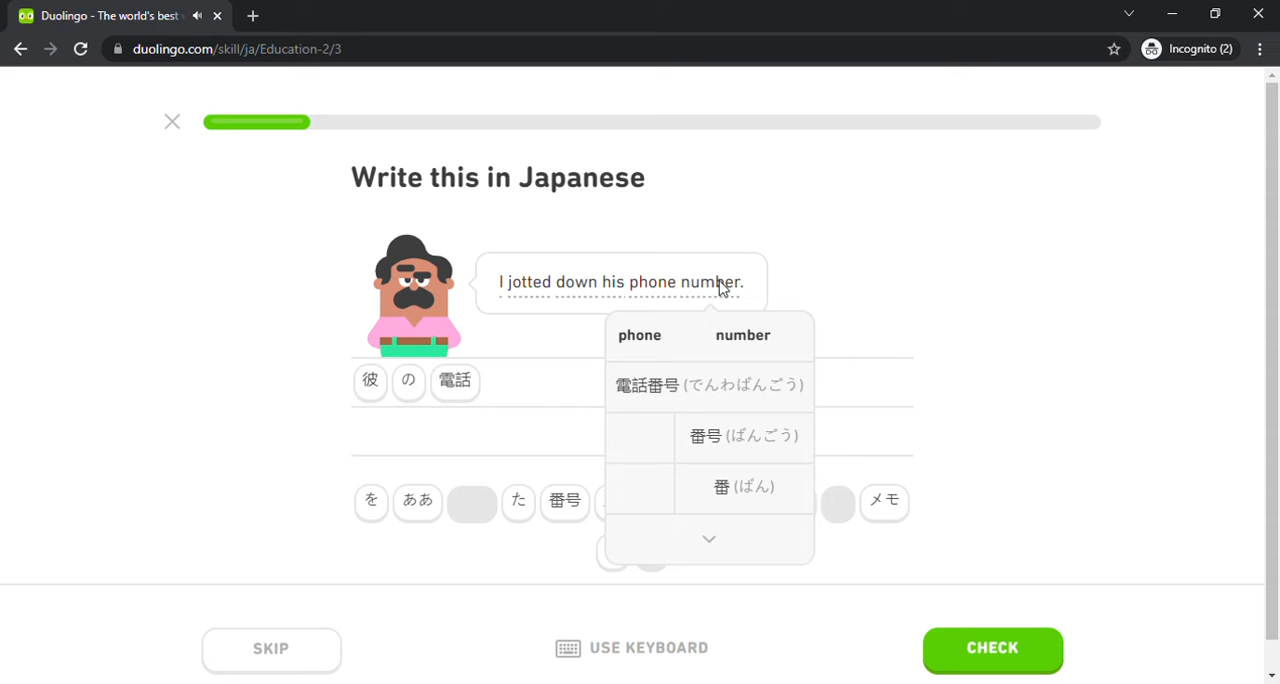 Duolingo - The world's best
duolingo.com/skill/ja/Education-2/3
Incognito (2)
Write this in Japanese
I jotted down his phone number.
phone number
電話番号 (でんわばんごう)
番号 (ばんごう)
番 (ばん)
彼 の 電話
を ああ た 番号 メモ
SKIP
USE KEYBOARD
CHECK